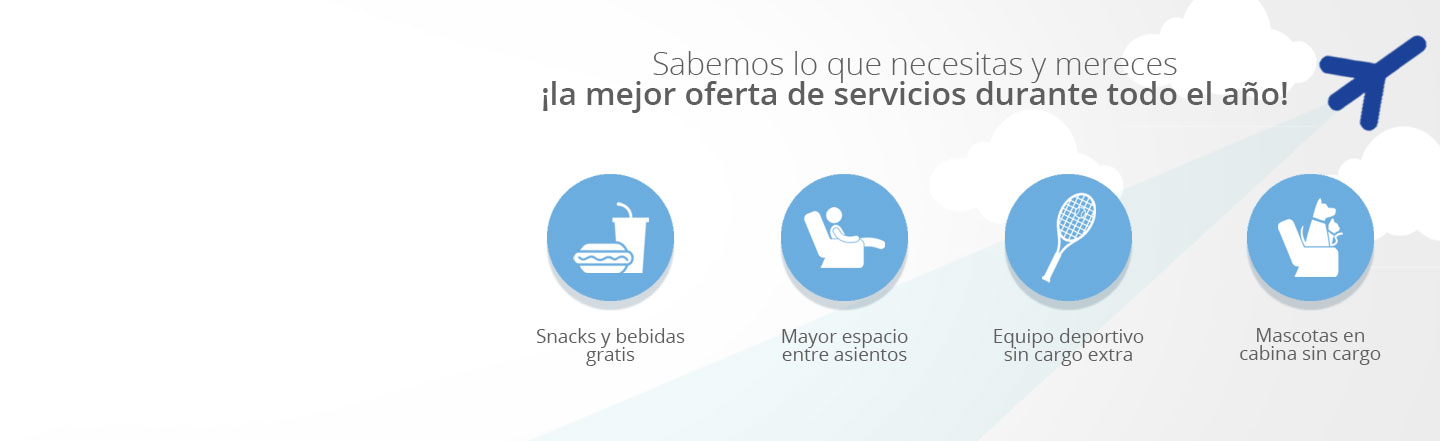 Sabemos lo que necesitas y mereces
¡la mejor oferta de servicios durante todo el año!
Snacks y bebidas
gratis
Mayor espacio
entre asientos
Equipo deportivo
sin cargo extra
Mascotas en
cabina sin cargo